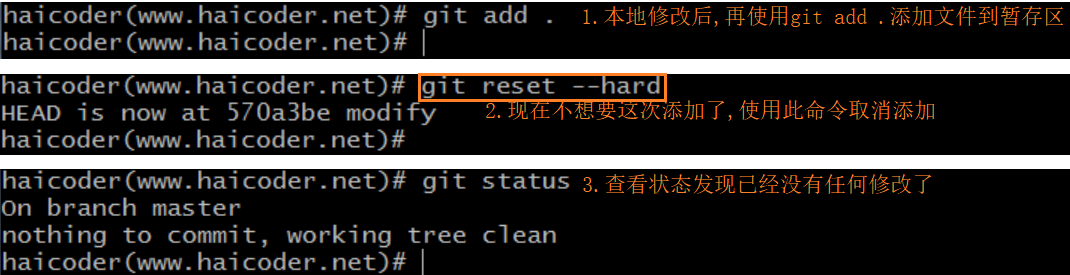 haicoder(www.haicoder.net)# git add . 1.本地修改后,再使用git add .添加文件到暂存区
haicoder(www.haicoder.net)#
haicoder(www.haicoder.net)# git reset --hard
HEAD is now at 570a3be modify 2.现在不想要这次添加了,使用此命令取消添加
haicoder(www.haicoder.net)#
haicoder(www.haicoder.net)# git status 3.查看状态发现已经没有任何修改了
On branch master
nothing to commit, working tree clean
haicoder(www.haicoder.net)#